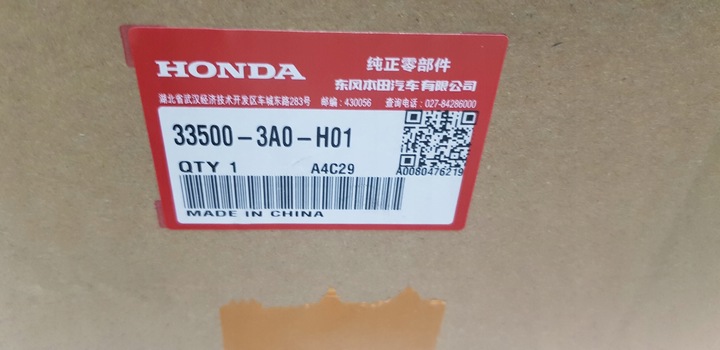 HONDA 纯正零部件
东风本田汽车有限公司
湖北省武汉经济技术开发区车城东路283号 邮编:430056 查询电话:027-84286000
33500-3A0-H01
QTY 1 A4C29 A0080476219
MADE IN CHINA